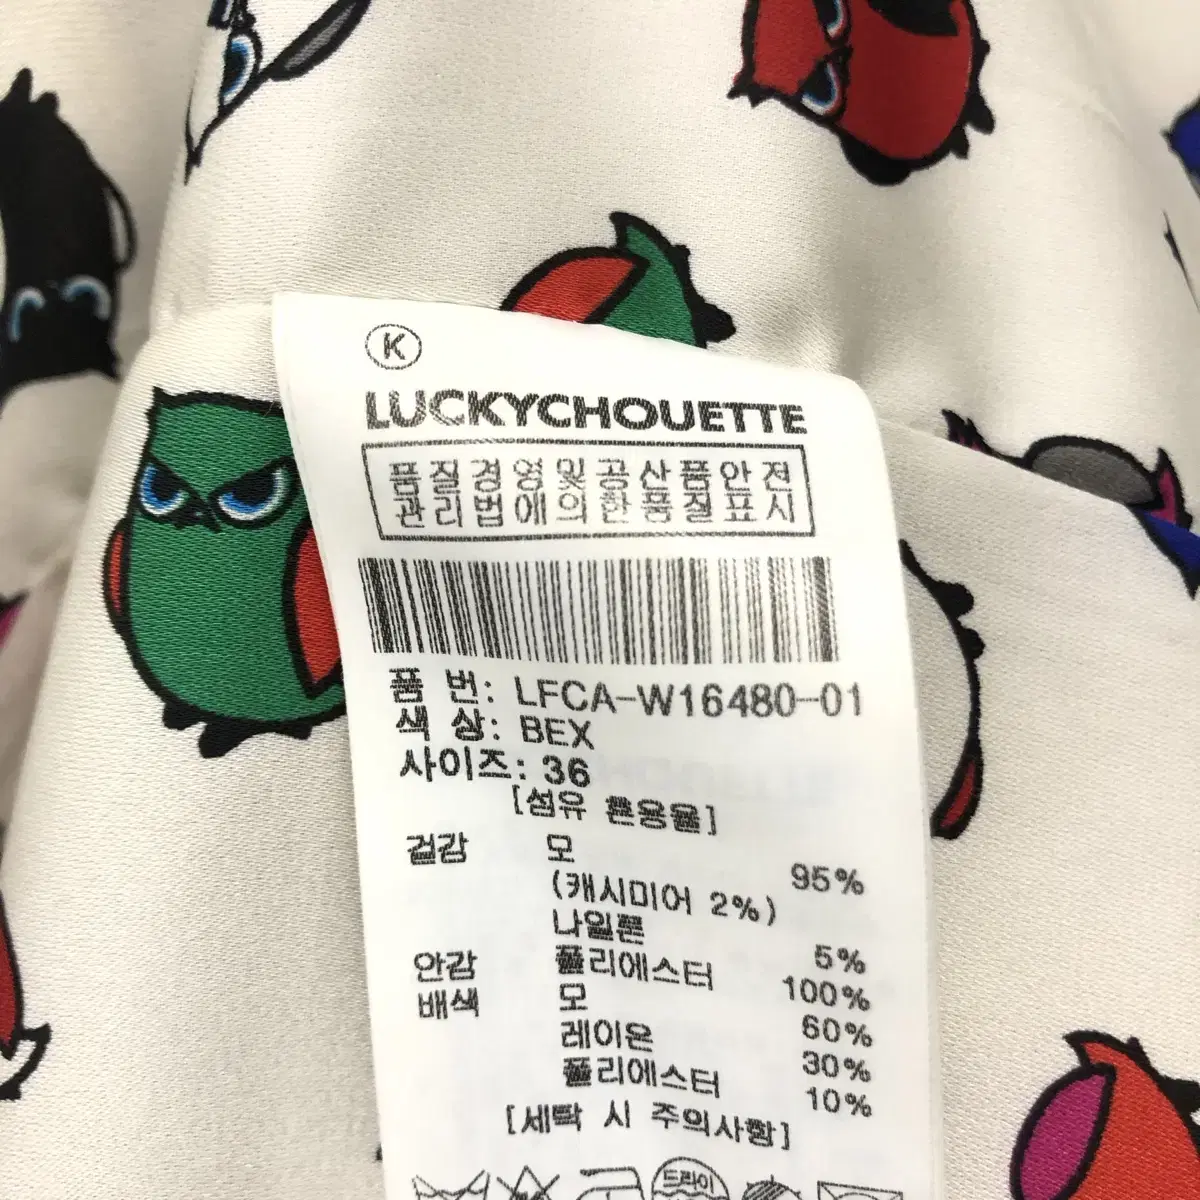 K
LUCKYCHOUETTE
품질경영및공산품안전
관리법에의한품질표시
품 번: LFCA-W16480-01
색 상: BEX
사이즈: 36
[섬유 혼용율]
겉감 모 95%
(캐시미어 2%)
나일론 5%
안감 폴리에스터 100%
배색 모 60%
레이온 30%
폴리에스터 10%
[세탁 시 주의사항]
드라이